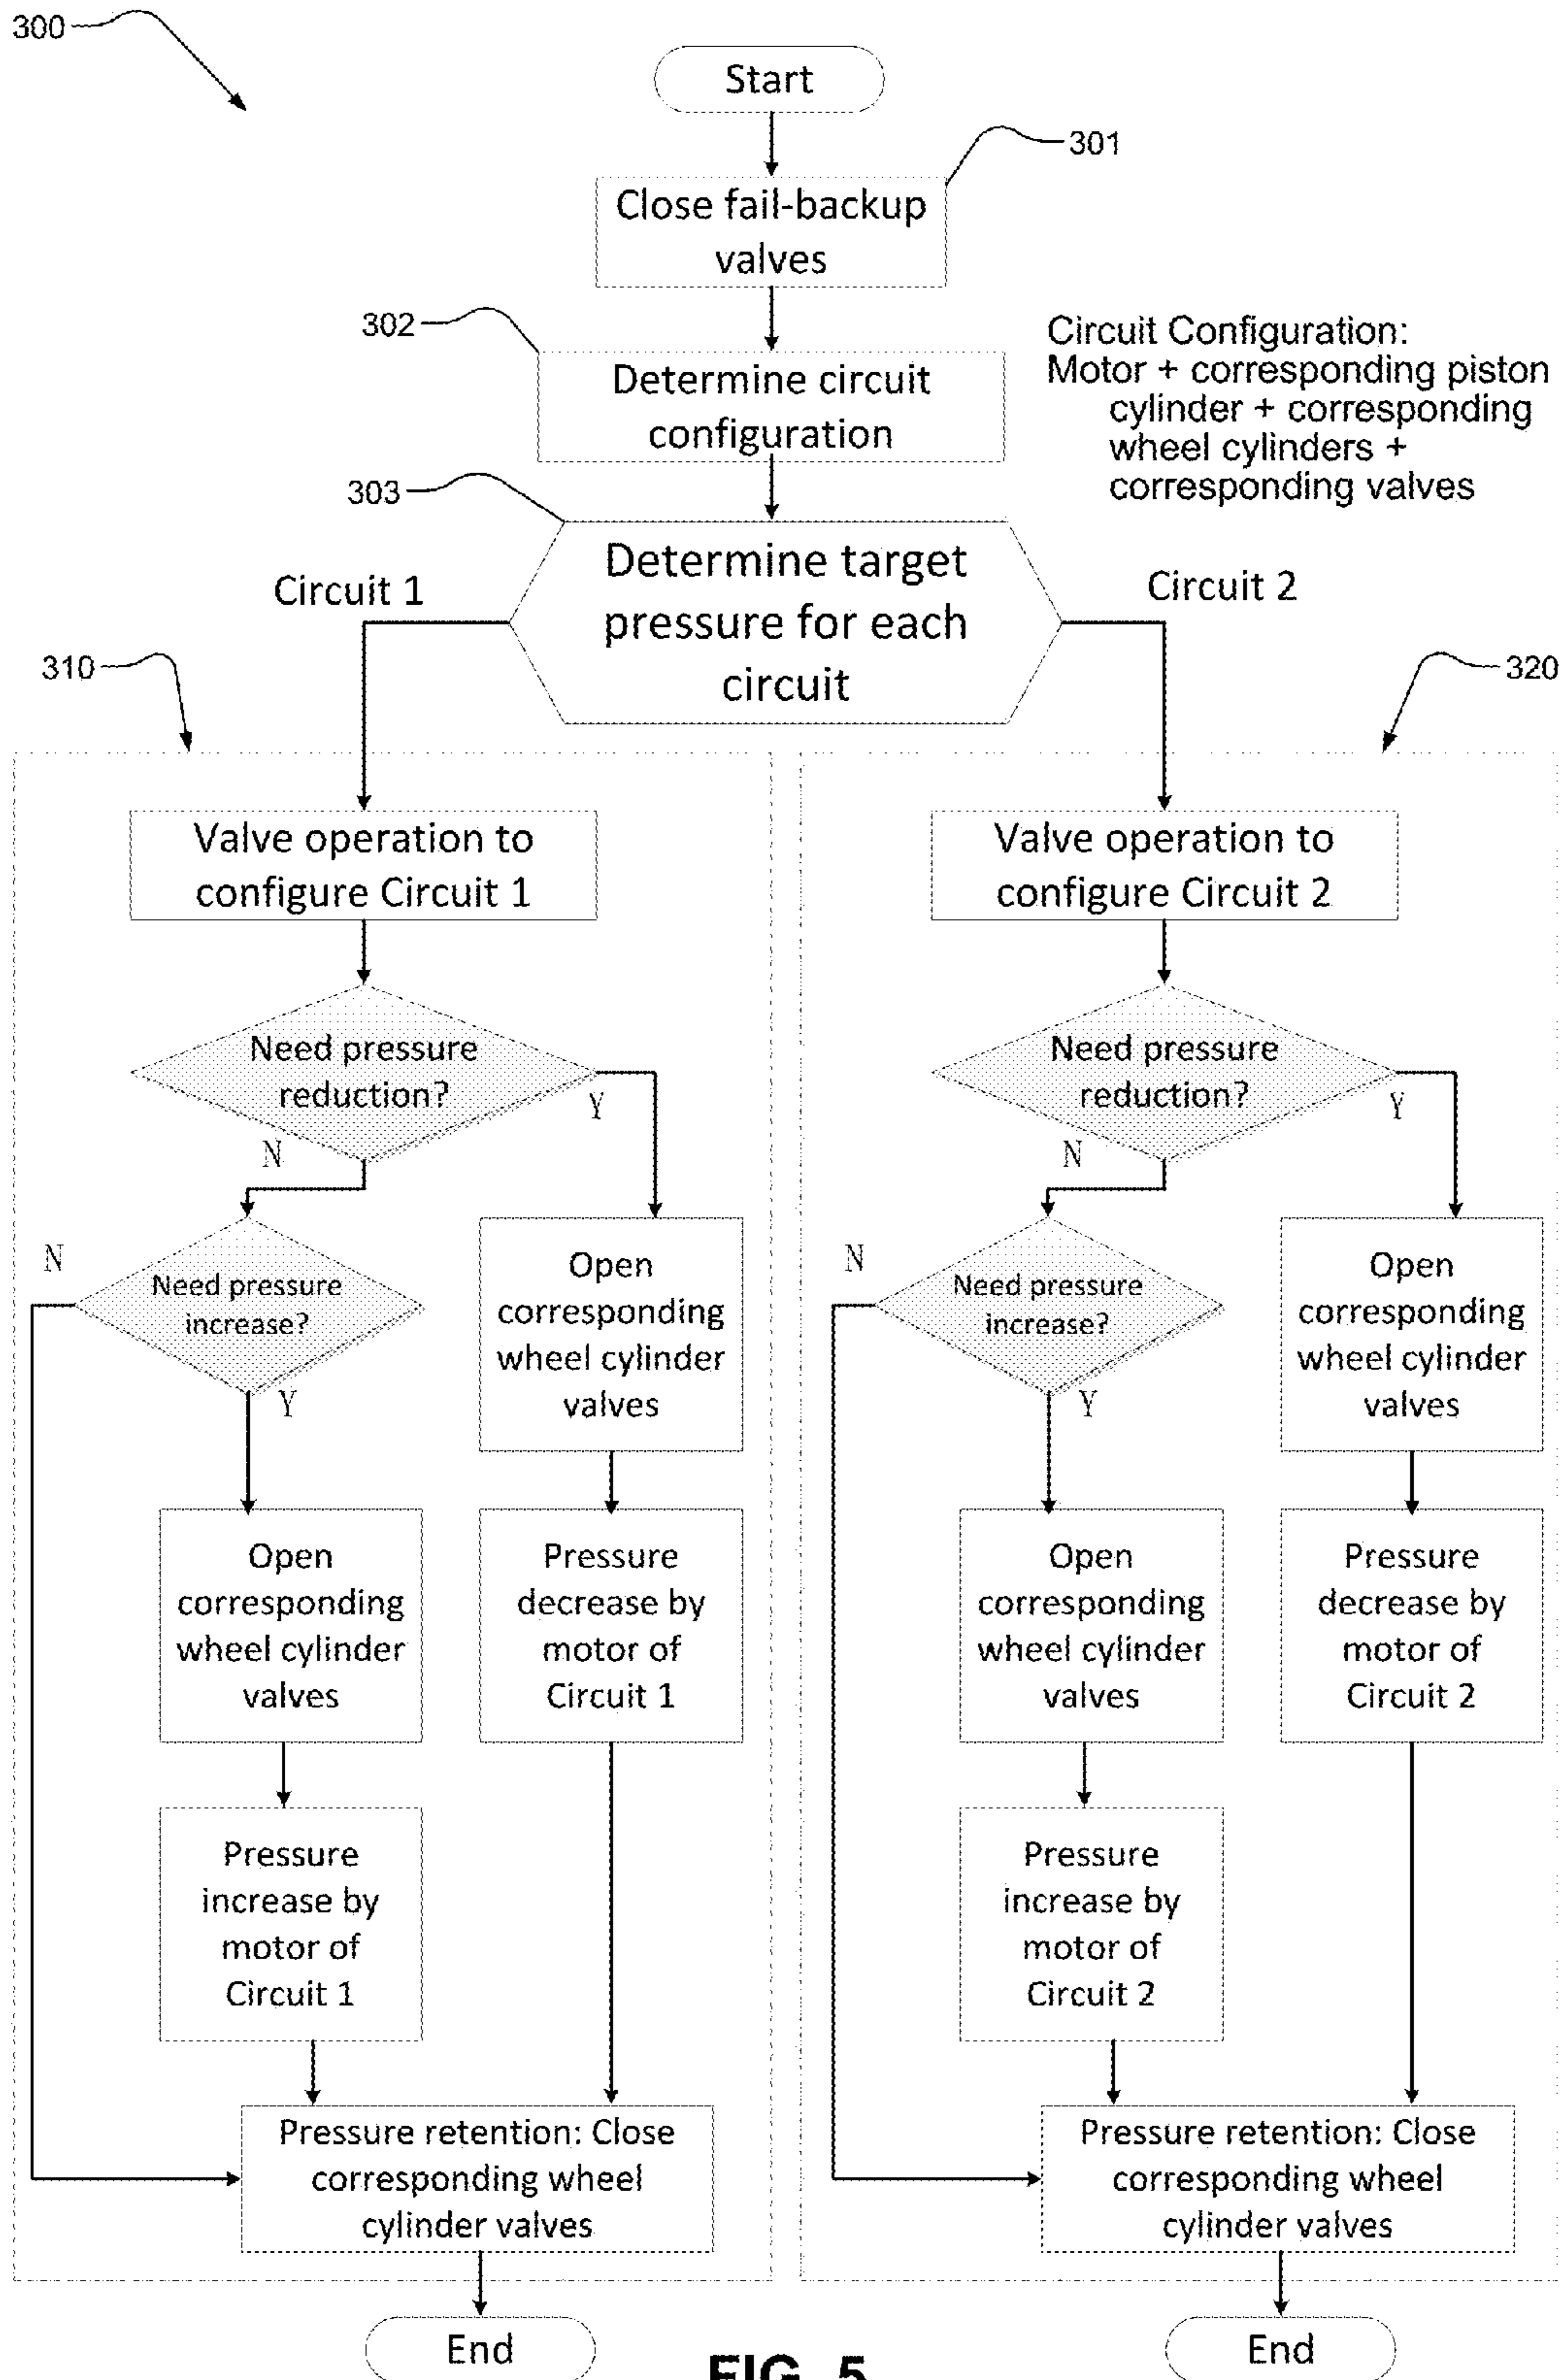 300
Start
301
Close fail-backup
valves
302
Determine circuit
configuration
Circuit Configuration:
Motor + corresponding piston
cylinder + corresponding
wheel cylinders +
corresponding valves
303
Determine target
pressure for each
circuit
Circuit 1
Circuit 2
310
320
Valve operation to
configure Circuit 1
Need pressure
reduction?
Y
N
Need pressure
increase?
N
Y
Open
corresponding
wheel cylinder
valves
Open
corresponding
wheel cylinder
valves
Pressure
decrease by
motor of
Circuit 1
Pressure
increase by
motor of
Circuit 1
Pressure retention: Close
corresponding wheel
cylinder valves
End
Valve operation to
configure Circuit 2
Need pressure
reduction?
Y
N
Need pressure
increase?
N
Y
Open
corresponding
wheel cylinder
valves
Open
corresponding
wheel cylinder
valves
Pressure
decrease by
motor of
Circuit 2
Pressure
increase by
motor of
Circuit 2
Pressure retention: Close
corresponding wheel
cylinder valves
End
FIG. 5